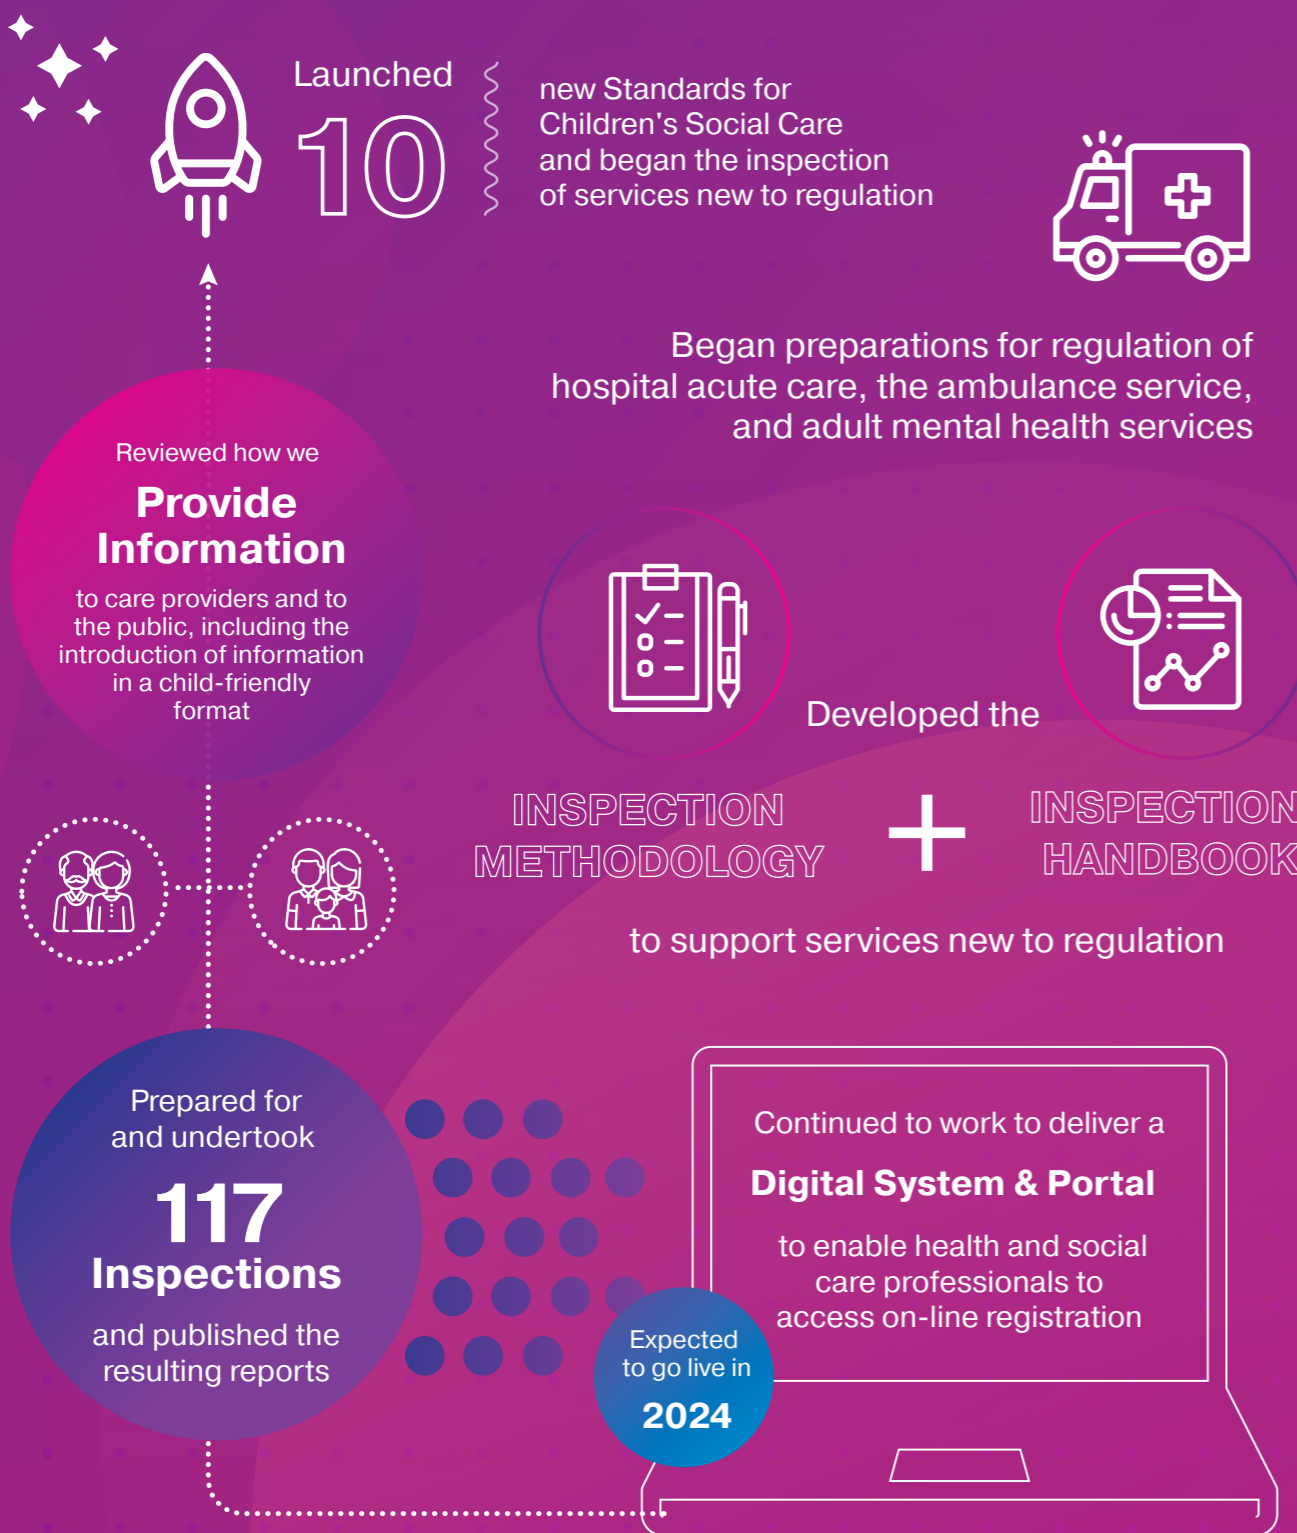 Launched
10
new Standards for
Children's Social Care
and began the inspection
of services new to regulation
Began preparations for regulation of
hospital acute care, the ambulance service,
and adult mental health services
Reviewed how we
Provide
Information
to care providers and to
the public, including the
introduction of information
in a child-friendly
format
Developed the
INSPECTION
METHODOLOGY
+
INSPECTION
HANDBOOK
to support services new to regulation
Prepared for
and undertook
117
Inspections
and published the
resulting reports
Continued to work to deliver a
Digital System & Portal
to enable health and social
care professionals to
access on-line registration
Expected
to go live in
2024